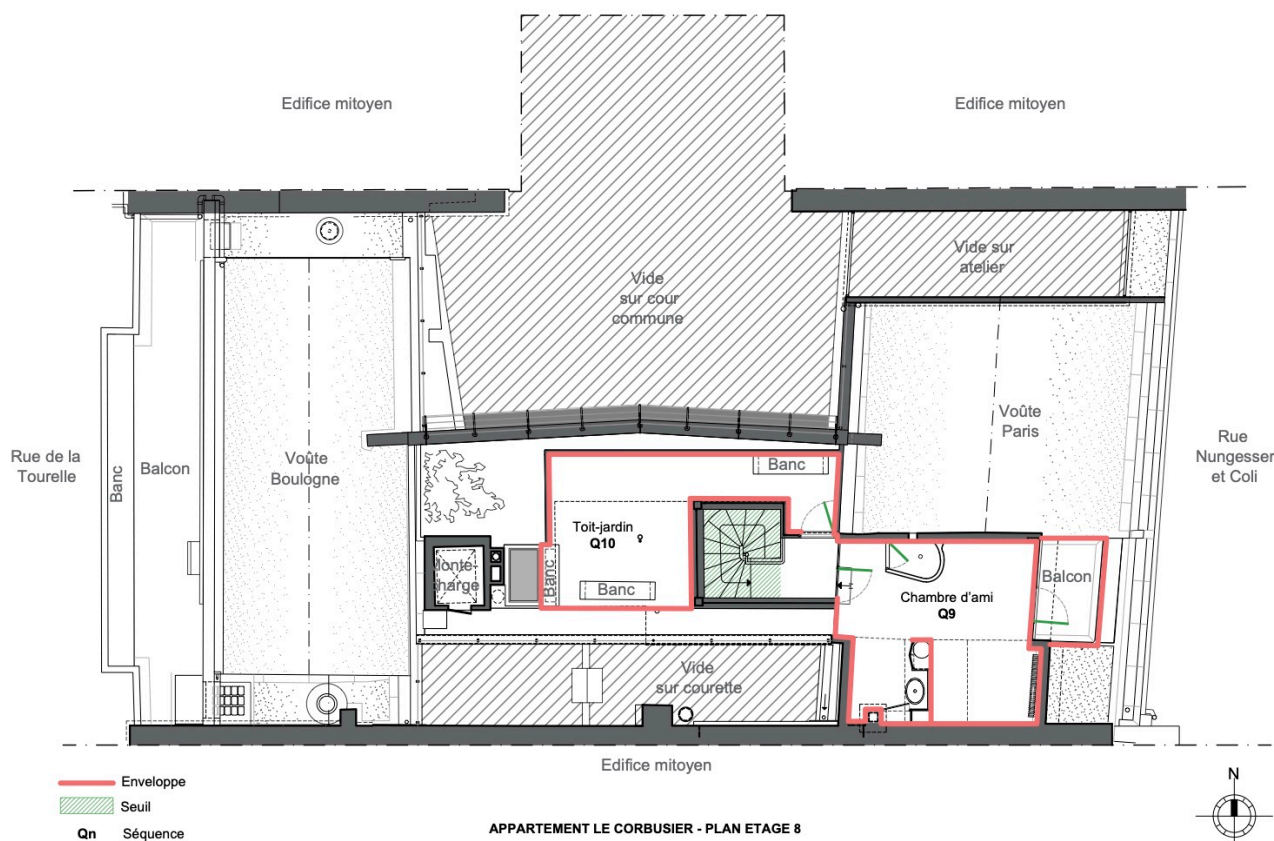 Edifice mitoyen
Edifice mitoyen
Vide sur
atelier
Vide
sur cour
commune
Voûte
Paris
Rue de la
Tourelle
Banc
Balcon
Voûte
Boulogne
Rue
Nungesser
et Coli
Banc
Toit-jardin
Q10
Banc
Banc
Balcon
Chambre d'ami
Q9
Vide
sur courette
Edifice mitoyen
Enveloppe
Seuil
Qn Séquence
APPARTEMENT LE CORBUSIER - PLAN ETAGE 8
N